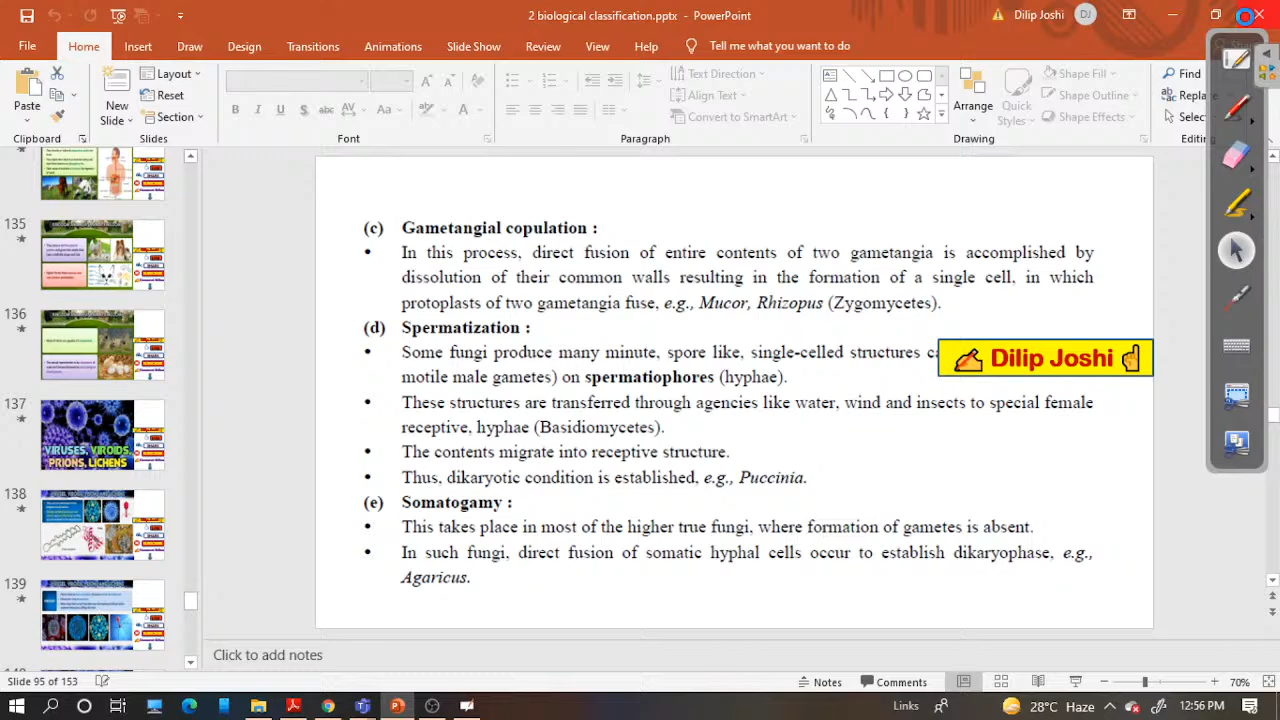 2 biological classification.pptx - PowerPoint
Dilip Joshi DJ
File Home Insert Draw Design Transitions Animations Slide Show Review View Help Tell me what you want to do
Paste
Clipboard
New
Slide
Layout
Reset
Section
Slides
B I U S abc AV Aa
Font
Text Direction
Align Text
Convert to SmartArt
Paragraph
Arrange
Quick
Styles
Shape Fill
Shape Outline
Shape Effects
Drawing
Find
Replace
Select
135
136
137
VIRUSES, VIROIDS,
PRIONS, LICHENS
138
139
(c) Gametangial copulation :
• In this process, direct fusion of entire contents of two gametangia is accomplished by
dissolution of their common walls resulting in the formation of a single cell, in which
protoplasts of two gametangia fuse, e.g., Mucor, Rhizopus (Zygomycetes).
(d) Spermatization :
• Some fungi produce many minute, spore like, single-celled structures
motile male gametes) on spermatiophores (hyphae).
Dilip Joshi
• These structures are transferred through agencies like water, wind and insects to special female
receptive, hyphae (Basidiomycetes).
• The contents migrate into receptive structure.
• Thus, dikaryotic condition is established, e.g., Puccinia.
(e) Somatogamy :
• This takes place in most of the higher true fungi, where formation of gametes is absent.
• In such fungi, direct fusion of somatic hyphal cells occur to establish dikaryophase, e.g.,
Agaricus.
Click to add notes
Slide 95 of 153
Notes Comments 70%
Links 28°C Haze 12:56 PM